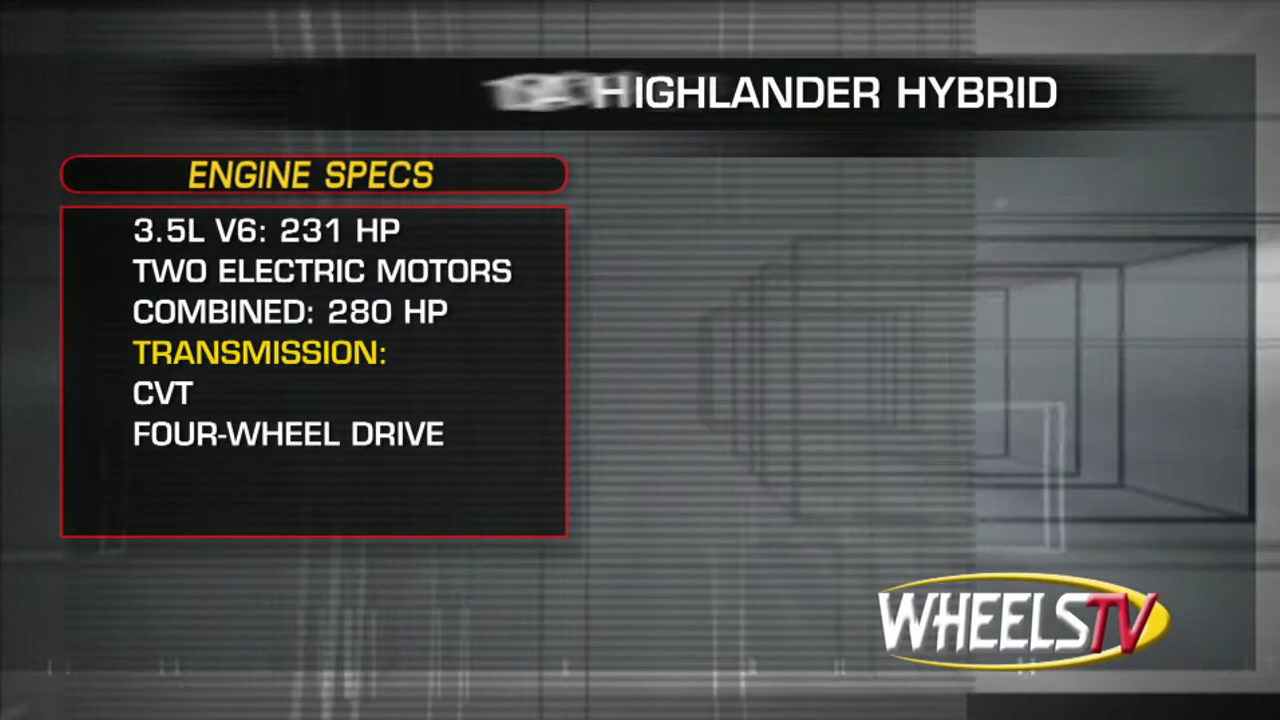 HIGHLANDER HYBRID
ENGINE SPECS
3.5L V6: 231 HP
TWO ELECTRIC MOTORS
COMBINED: 280 HP
TRANSMISSION:
CVT
FOUR-WHEEL DRIVE
WHEELSTV